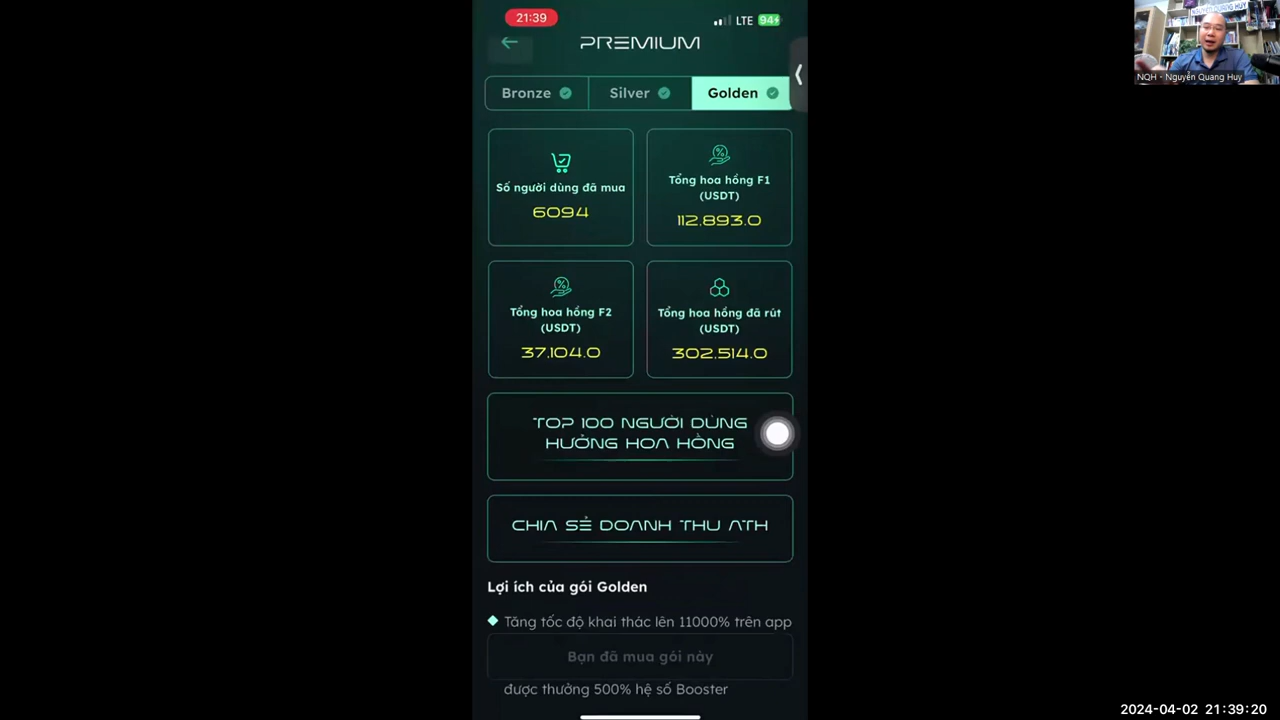 21:39
LTE
94
PREMIUM
Bronze
Silver
Golden
Số người dùng đã mua
6094
Tổng hoa hồng F1
(USDT)
112,893.0
Tổng hoa hồng F2
(USDT)
37,104.0
Tổng hoa hồng đã rút
(USDT)
302,514.0
TOP 100 NGƯỜI DÙNG
HƯỞNG HOA HỒNG
CHIA SẺ DOANH THU ATH
Lợi ích của gói Golden
Tăng tốc độ khai thác lên 11000% trên app
Bạn đã mua gói này
được thưởng 500% hệ số Booster
NGUYỄN QUANG HUY
NQH - Nguyễn Quang Huy
2024-04-02 21:39:20